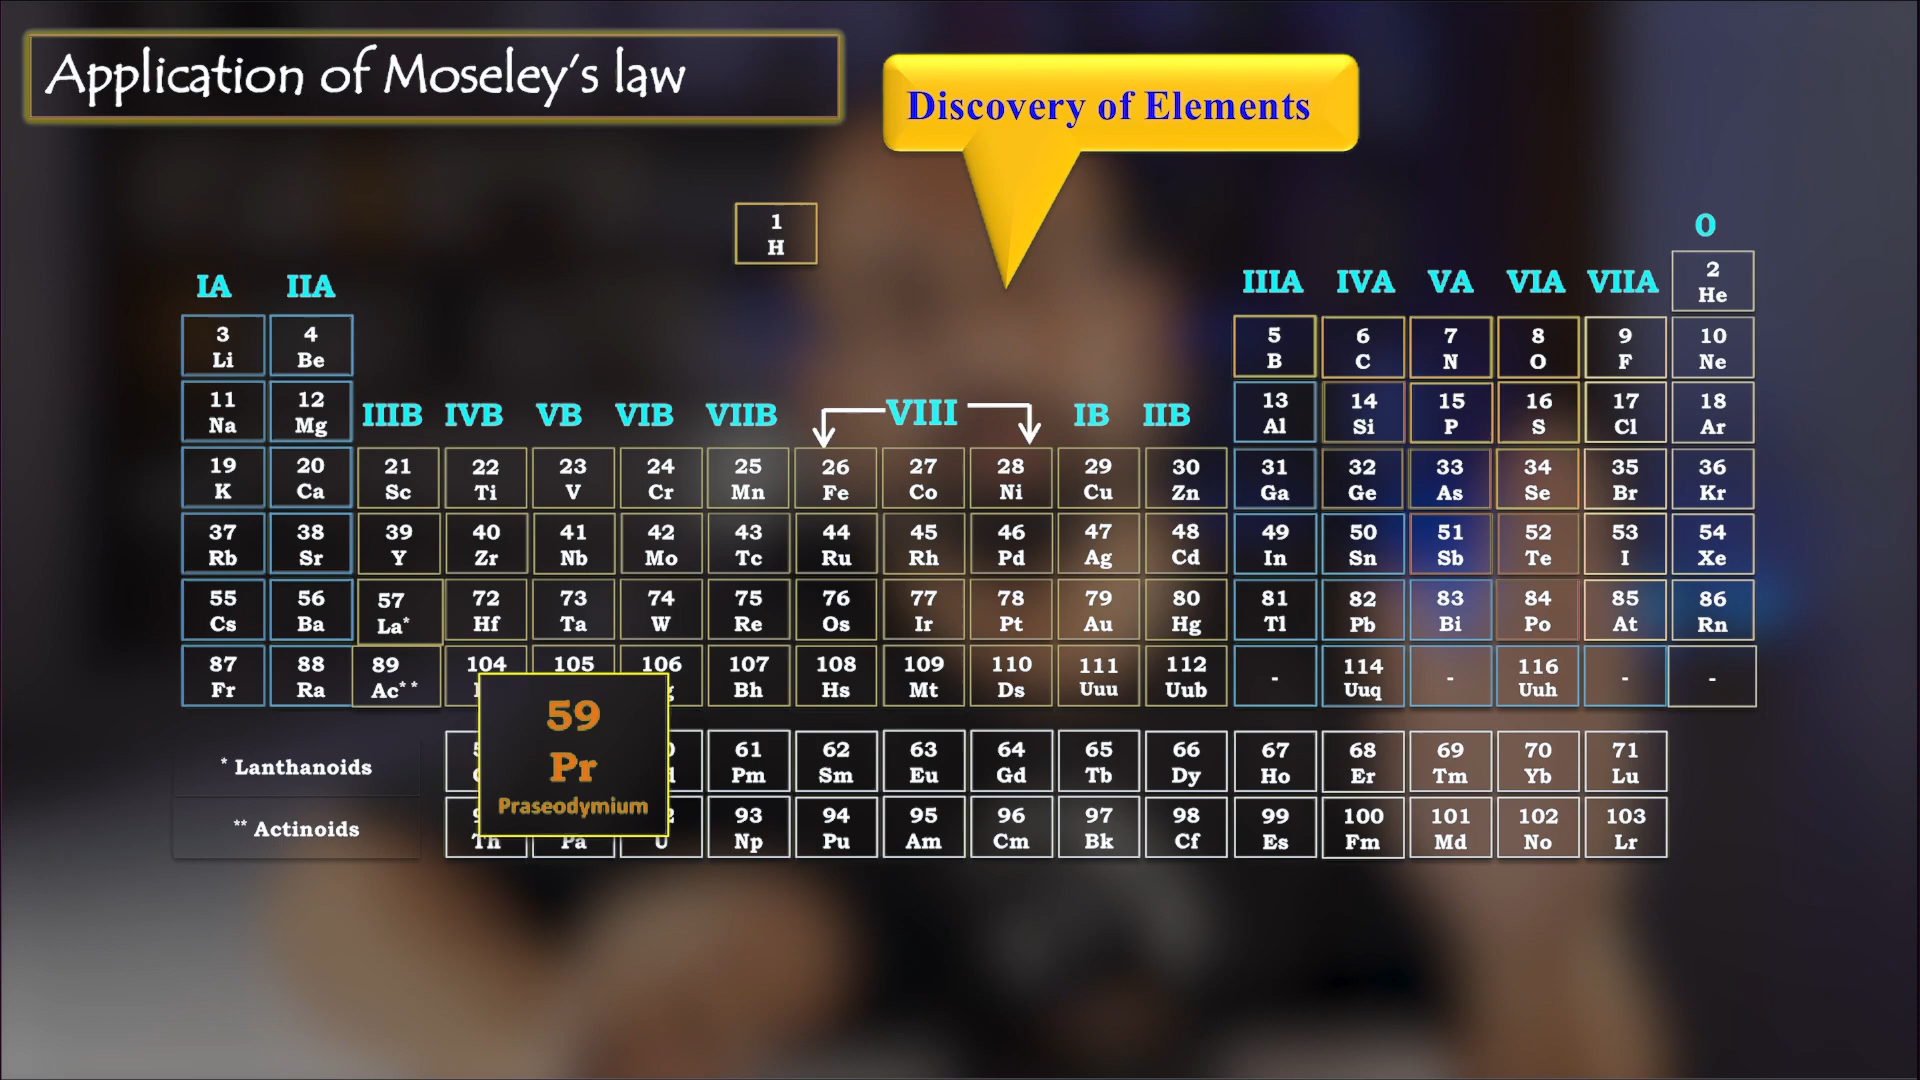 Application of Moseley's law
Discovery of Elements
1
H
0
IA IIA IIIA IVA VA VIA VIIA
2
He
3 4 5 6 7 8 9 10
Li Be B C N O F Ne
11 12 13 14 15 16 17 18
Na Mg Al Si P S Cl Ar
IIIB IVB VB VIB VIIB VIII IB IIB
19 20 21 22 23 24 25 26 27 28 29 30 31 32 33 34 35 36
K Ca Sc Ti V Cr Mn Fe Co Ni Cu Zn Ga Ge As Se Br Kr
37 38 39 40 41 42 43 44 45 46 47 48 49 50 51 52 53 54
Rb Sr Y Zr Nb Mo Tc Ru Rh Pd Ag Cd In Sn Sb Te I Xe
55 56 57 72 73 74 75 76 77 78 79 80 81 82 83 84 85 86
Cs Ba La* Hf Ta W Re Os Ir Pt Au Hg Tl Pb Bi Po At Rn
87 88 89 104 105 106 107 108 109 110 111 112 - 114 - 116 - -
Fr Ra Ac** Bh Hs Mt Ds Uuu Uub Uuq Uuh
59
Pr
Praseodymium
* Lanthanoids
61 62 63 64 65 66 67 68 69 70 71
Pm Sm Eu Gd Tb Dy Ho Er Tm Yb Lu
** Actinoids
93 94 95 96 97 98 99 100 101 102 103
Th Pa U Np Pu Am Cm Bk Cf Es Fm Md No Lr